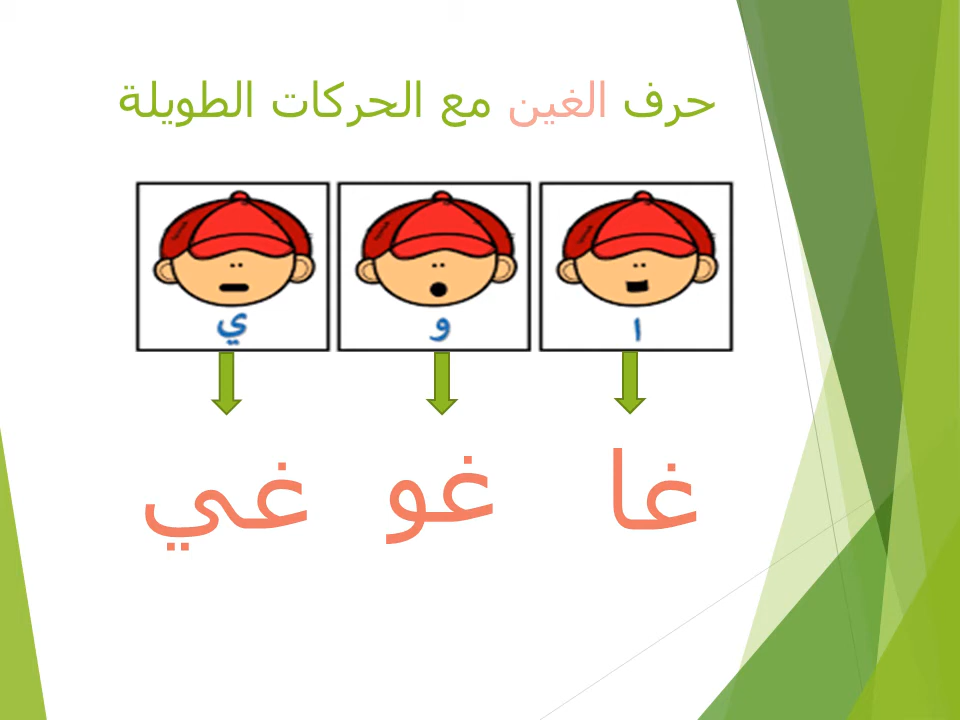 حرف الغين مع الحركات الطويلة
ا و ي
غا غو غي